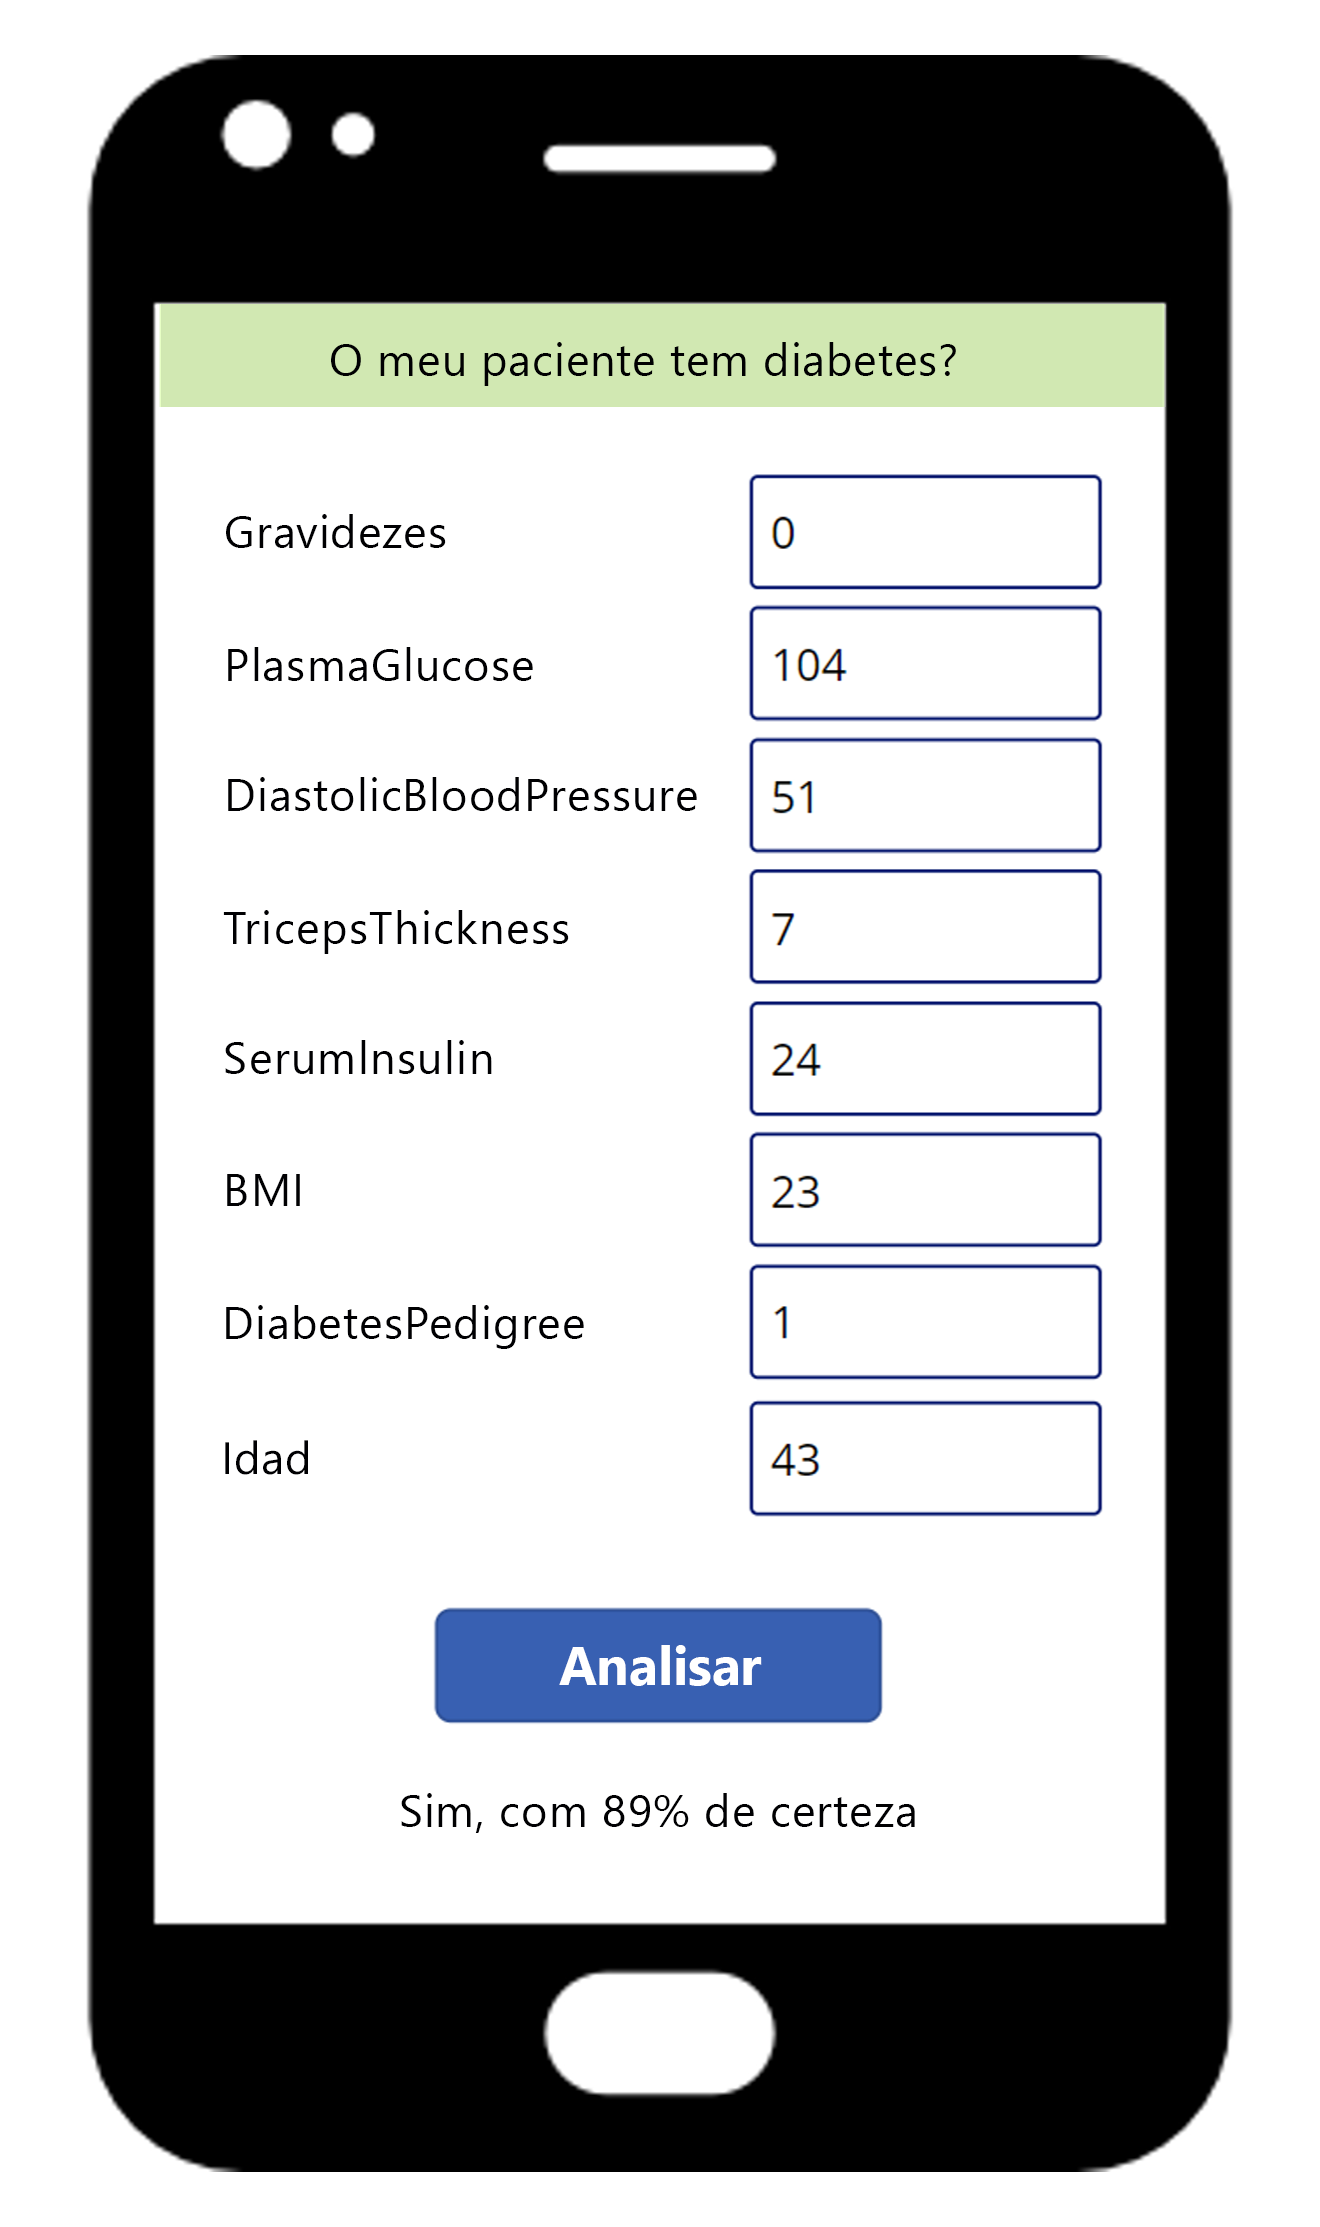 O meu paciente tem diabetes?
Gravidezes 0
PlasmaGlucose 104
DiastolicBloodPressure 51
TricepsThickness 7
SerumInsulin 24
BMI 23
DiabetesPedigree 1
Idad 43
Analisar
Sim, com 89% de certeza